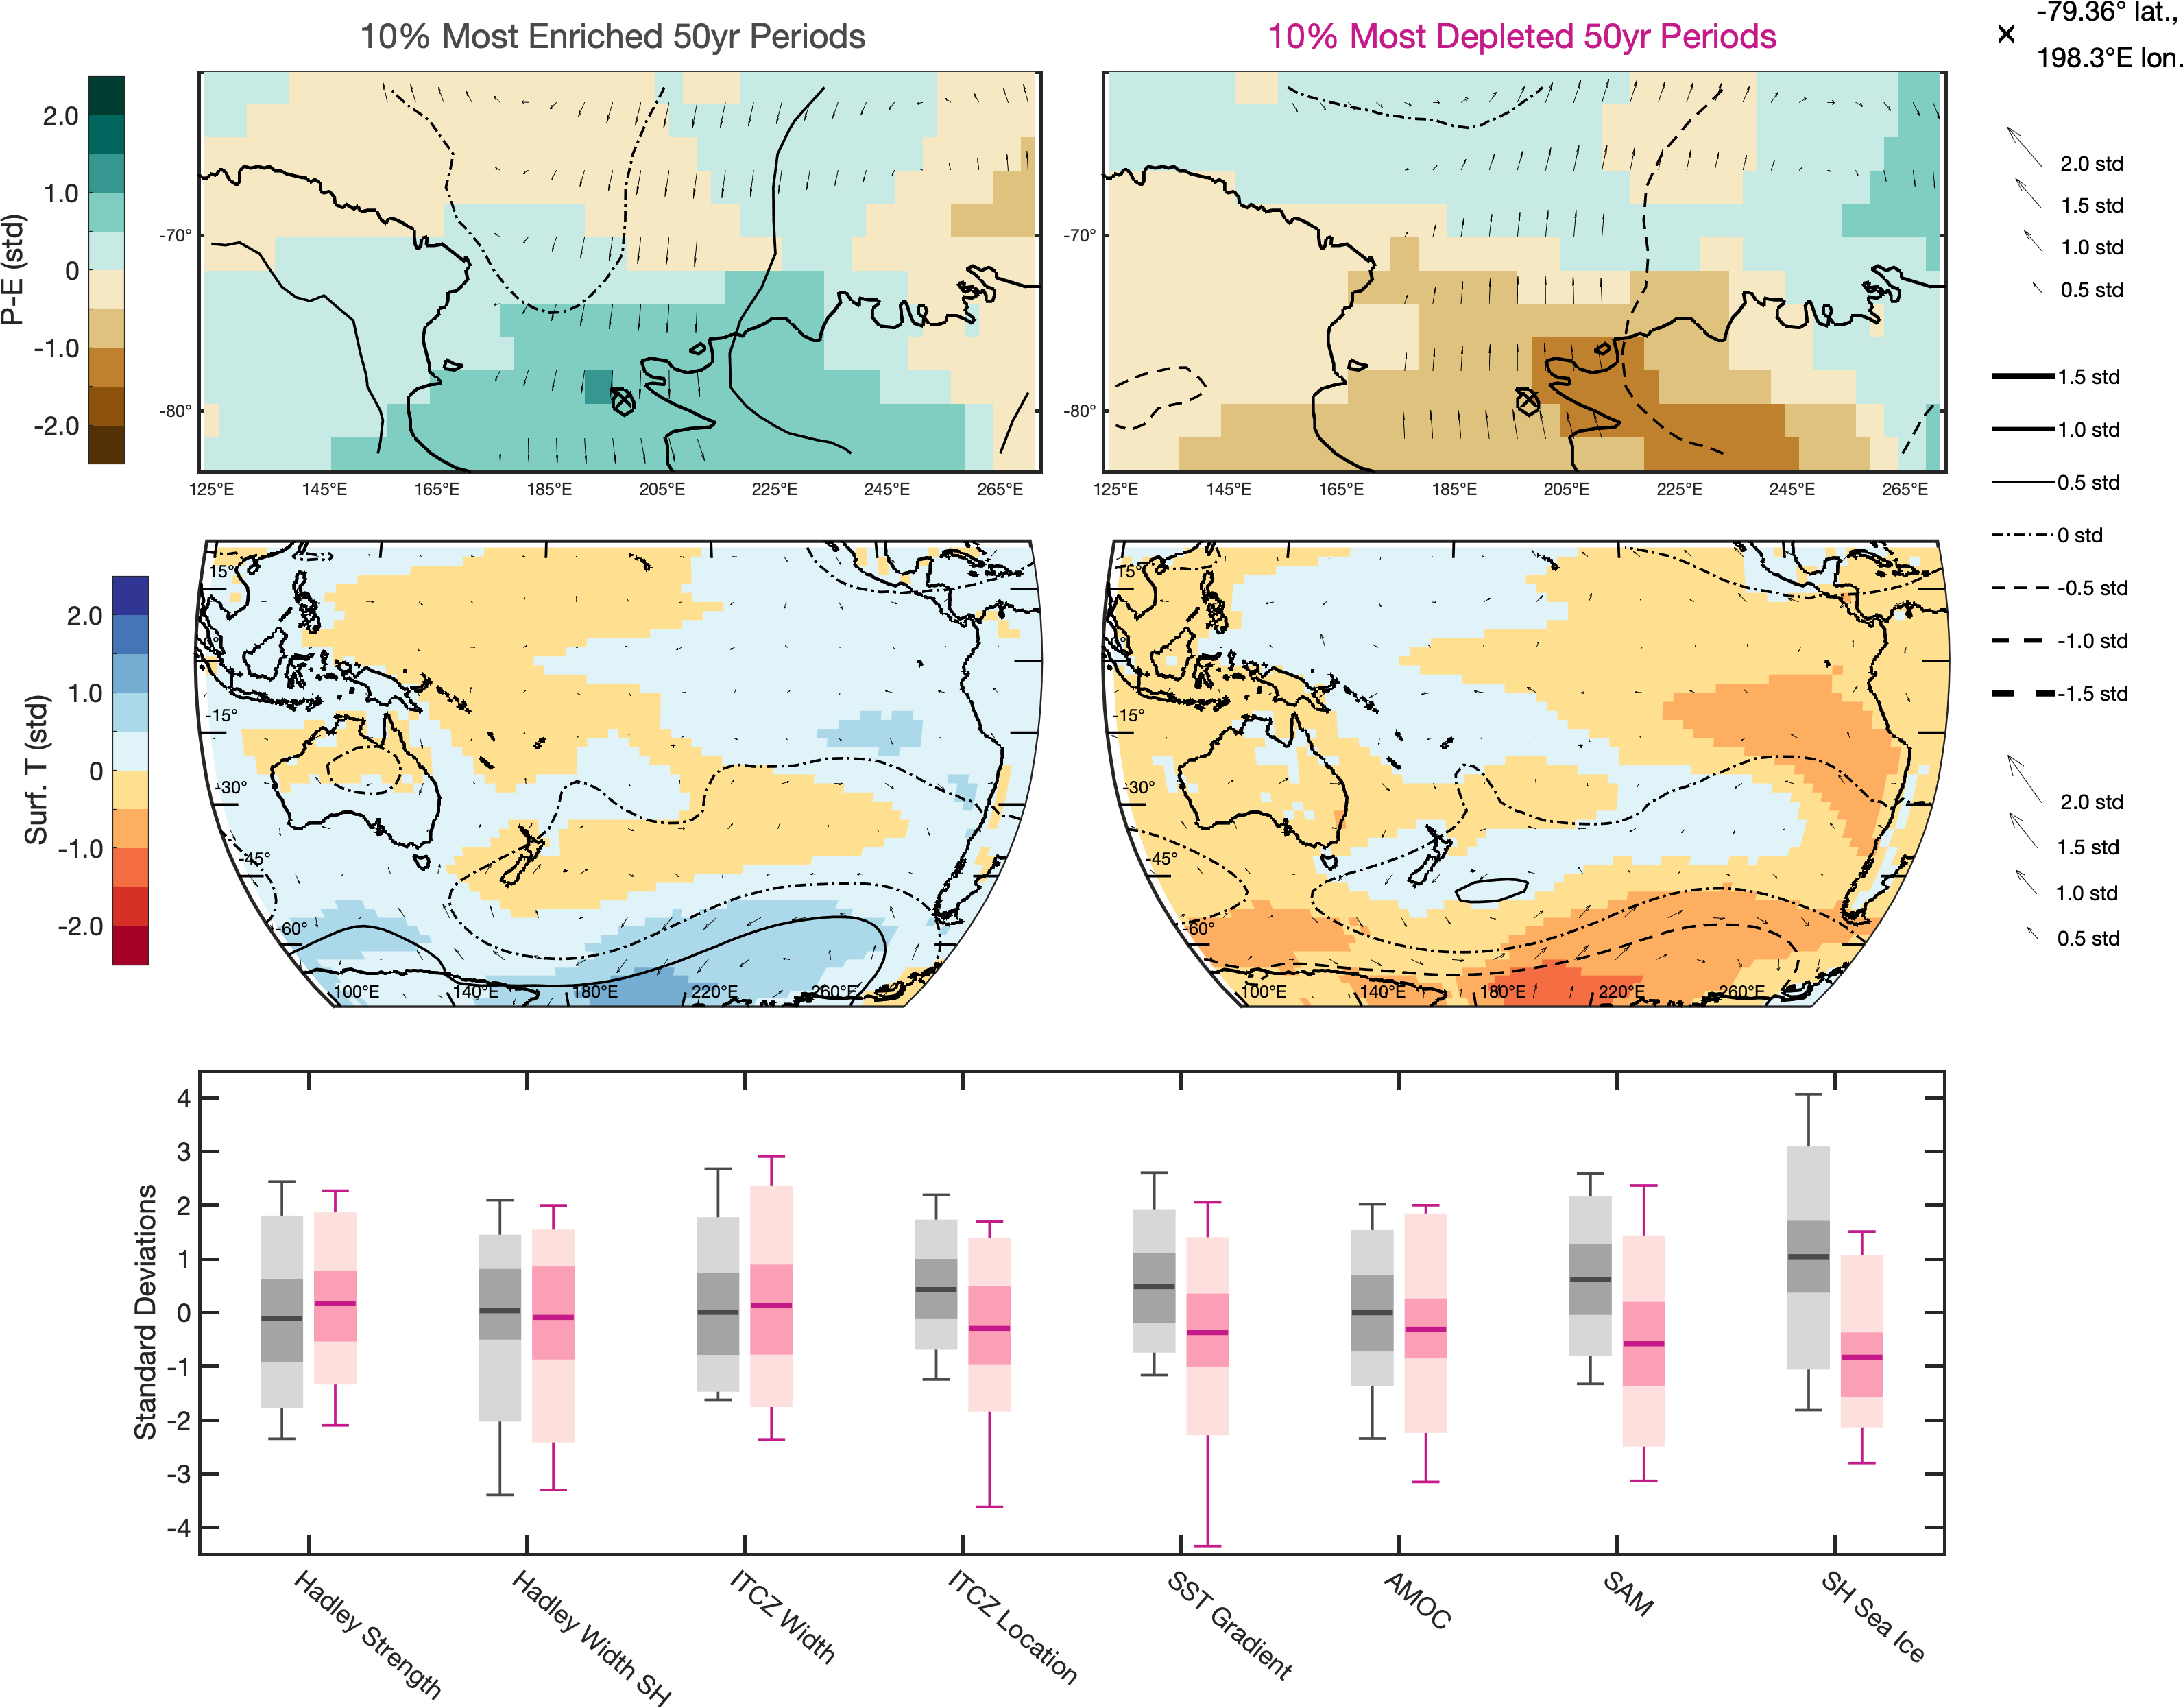 10% Most Enriched 50yr Periods
10% Most Depleted 50yr Periods
-79.36° lat.,
198.3°E lon.
P-E (std)
2.0
1.0
0
-1.0
-2.0
-70°
-80°
125°E 145°E 165°E 185°E 205°E 225°E 245°E 265°E
-70°
-80°
125°E 145°E 165°E 185°E 205°E 225°E 245°E 265°E
2.0 std
1.5 std
1.0 std
0.5 std
1.5 std
1.0 std
0.5 std
0 std
-0.5 std
-1.0 std
-1.5 std
2.0 std
1.5 std
1.0 std
0.5 std
Surf. T (std)
2.0
1.0
0
-1.0
-2.0
15°
0°
-15°
-30°
-45°
-60°
100°E 140°E 180°E 220°E 260°E
15°
0°
-15°
-30°
-45°
-60°
100°E 140°E 180°E 220°E 260°E
Standard Deviations
4
3
2
1
0
-1
-2
-3
-4
Hadley Strength
Hadley Width SH
ITCZ Width
ITCZ Location
SST Gradient
AMOC
SAM
SH Sea Ice